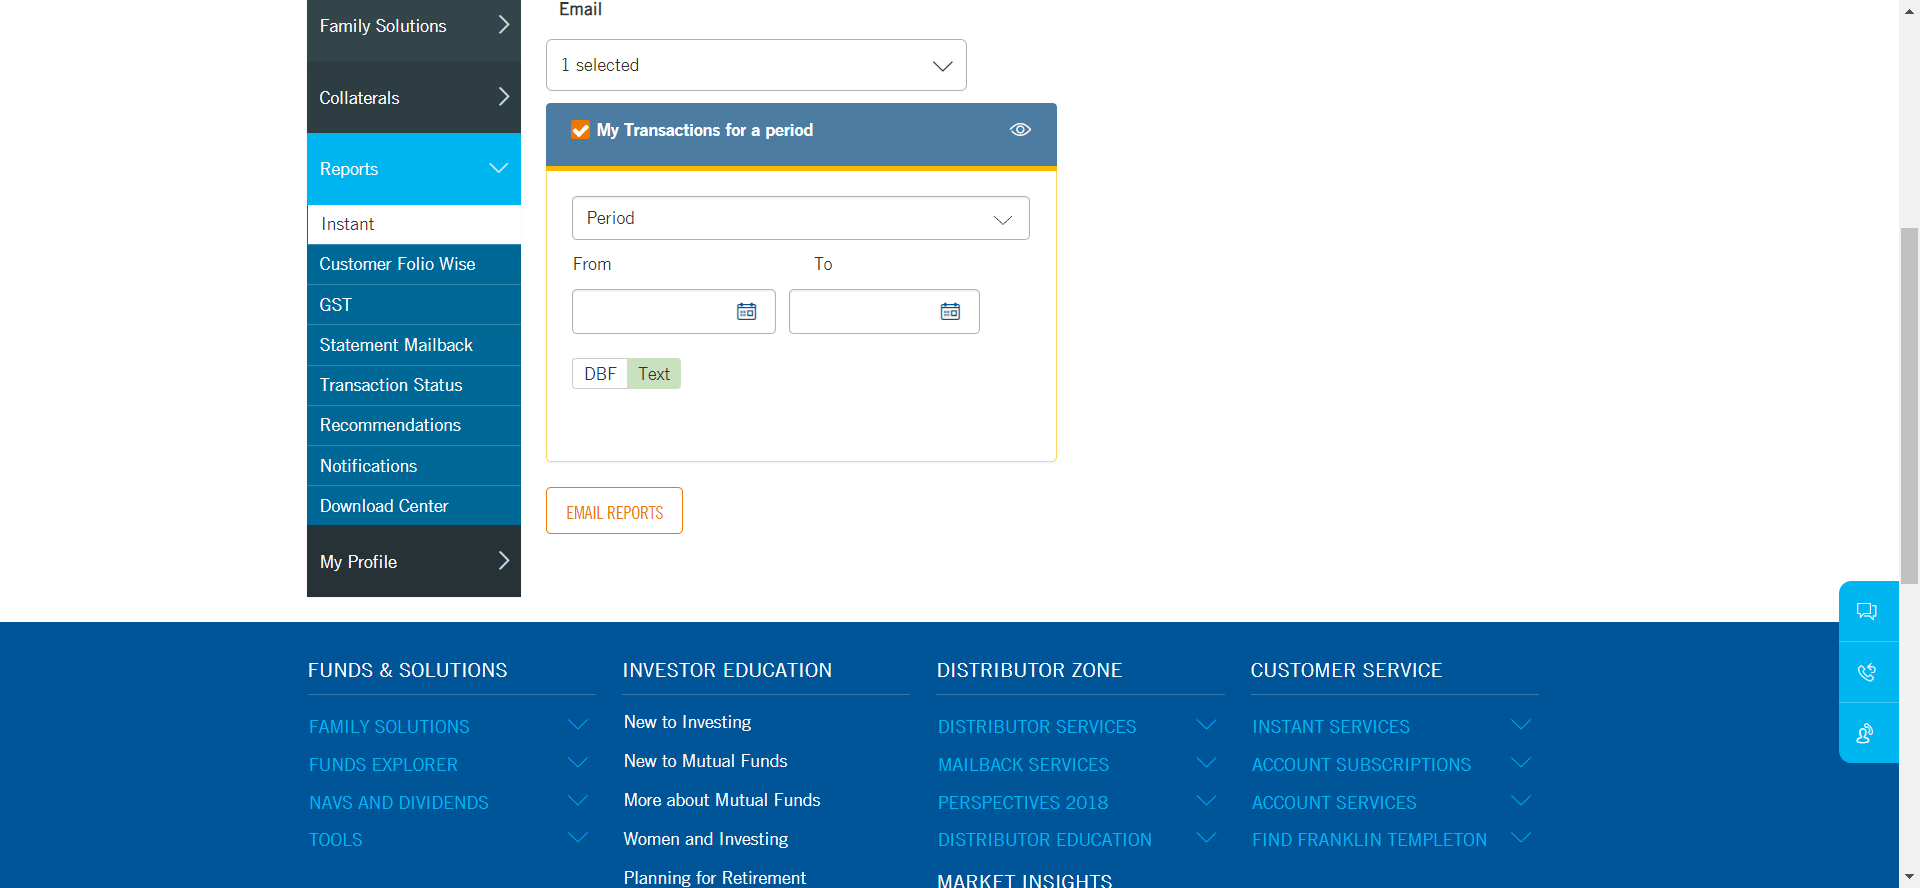 Email
Family Solutions
1 selected
Collaterals
My Transactions for a period
Reports
Period
Instant
From To
Customer Folio Wise
GST
Statement Mailback
DBF Text
Transaction Status
Recommendations
Notifications
Download Center
EMAIL REPORTS
My Profile
FUNDS & SOLUTIONS
FAMILY SOLUTIONS
FUNDS EXPLORER
NAVS AND DIVIDENDS
TOOLS
INVESTOR EDUCATION
New to Investing
New to Mutual Funds
More about Mutual Funds
Women and Investing
Planning for Retirement
DISTRIBUTOR ZONE
DISTRIBUTOR SERVICES
MAILBACK SERVICES
PERSPECTIVES 2018
DISTRIBUTOR EDUCATION
MARKET INSIGHTS
CUSTOMER SERVICE
INSTANT SERVICES
ACCOUNT SUBSCRIPTIONS
ACCOUNT SERVICES
FIND FRANKLIN TEMPLETON